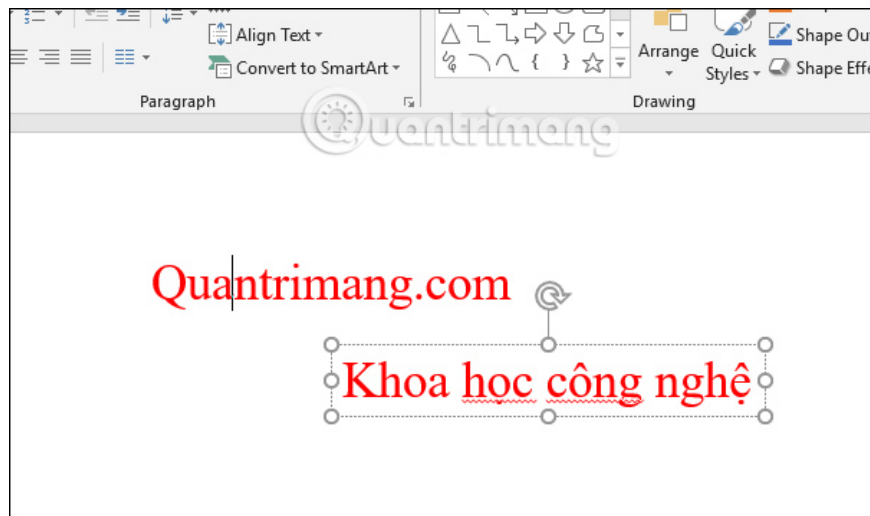 Align Text
Convert to SmartArt
Paragraph
Arrange
Quick
Styles
Shape Ou
Shape Effe
Drawing
Quantrimang
Quantrimang.com
Khoa học công nghệ